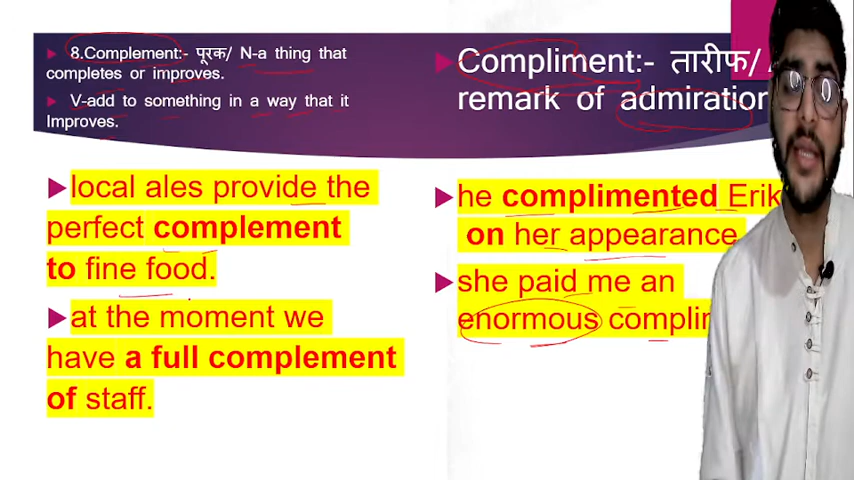 8.Complement:- पूरक/ N-a thing that
completes or improves.
V-add to something in a way that it
Improves.
Compliment:- तारीफ/
remark of admiration
local ales provide the
perfect complement
to fine food.
at the moment we
have a full complement
of staff.
he complimented Erik
on her appearance
she paid me an
enormous